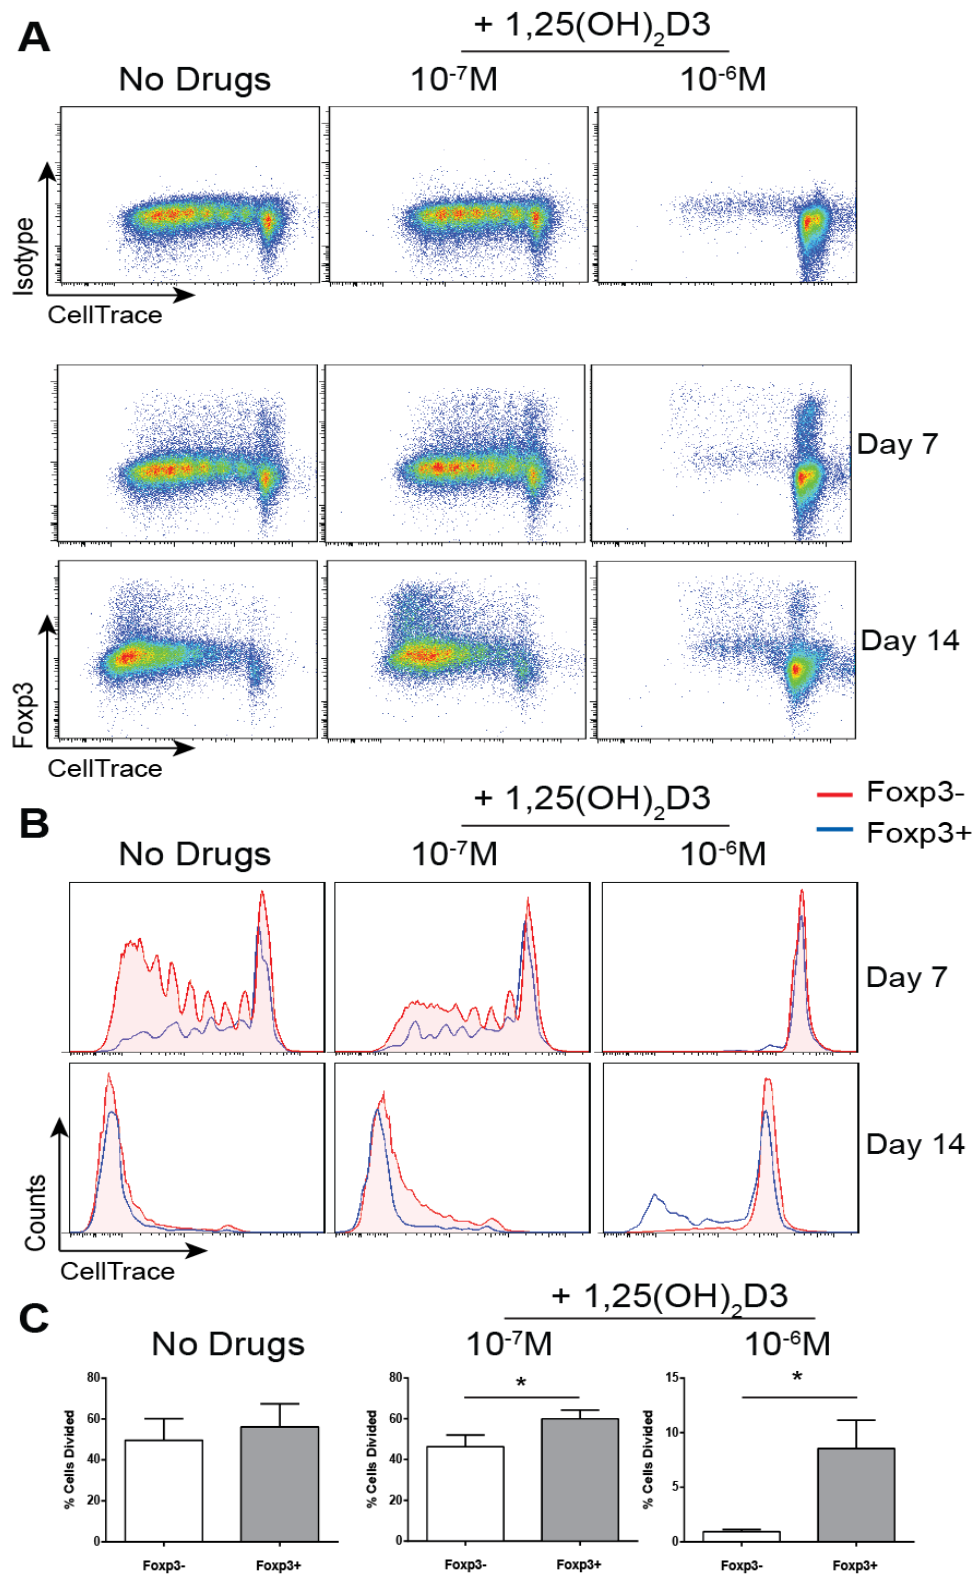 A
+ 1,25(OH)2D3
No Drugs 10-7M 10-6M
Isotype
CellTrace
Day 7
Day 14
Foxp3
CellTrace
Foxp3-
Foxp3+
B
+ 1,25(OH)2D3
No Drugs 10-7M 10-6M
Day 7
Day 14
Counts
CellTrace
C
+ 1,25(OH)2D3
No Drugs 10-7M 10-6M
% Cells Divided
80
60
40
20
0
Foxp3- Foxp3+
% Cells Divided
80
60
40
20
0
*
Foxp3- Foxp3+
% Cells Divided
15
10
5
0
*
Foxp3- Foxp3+